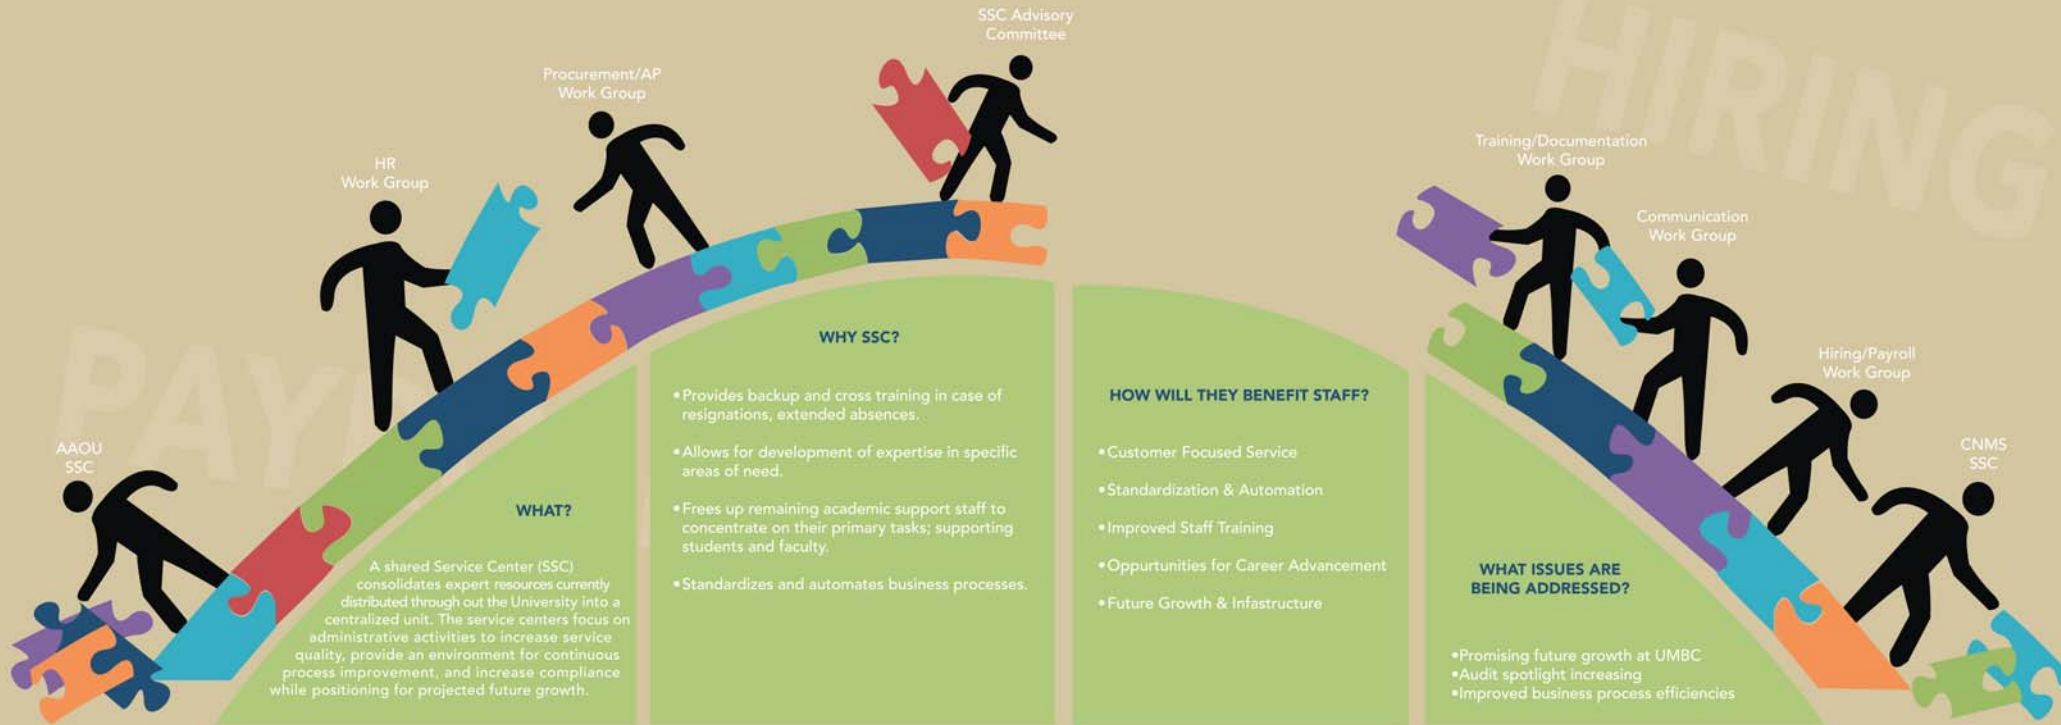 SSC Advisory
Committee
Procurement/AP
Work Group
HR
Work Group
AAOU
SSC
Training/Documentation
Work Group
Communication
Work Group
Hiring/Payroll
Work Group
CNMS
SSC
HIRING
WHAT?
A shared Service Center (SSC)
consolidates expert resources currently
distributed through out the University into a
centralized unit. The service centers focus on
administrative activities to increase service
quality, provide an environment for continuous
process improvement, and increase compliance
while positioning for projected future growth.
WHY SSC?
•Provides backup and cross training in case of
resignations, extended absences.
•Allows for development of expertise in specific
areas of need.
•Frees up remaining academic support staff to
concentrate on their primary tasks; supporting
students and faculty.
•Standardizes and automates business processes.
HOW WILL THEY BENEFIT STAFF?
•Customer Focused Service
•Standardization & Automation
•Improved Staff Training
•Oppurtunities for Career Advancement
•Future Growth & Infastructure
WHAT ISSUES ARE
BEING ADDRESSED?
•Promising future growth at UMBC
•Audit spotlight increasing
•Improved business process efficiencies